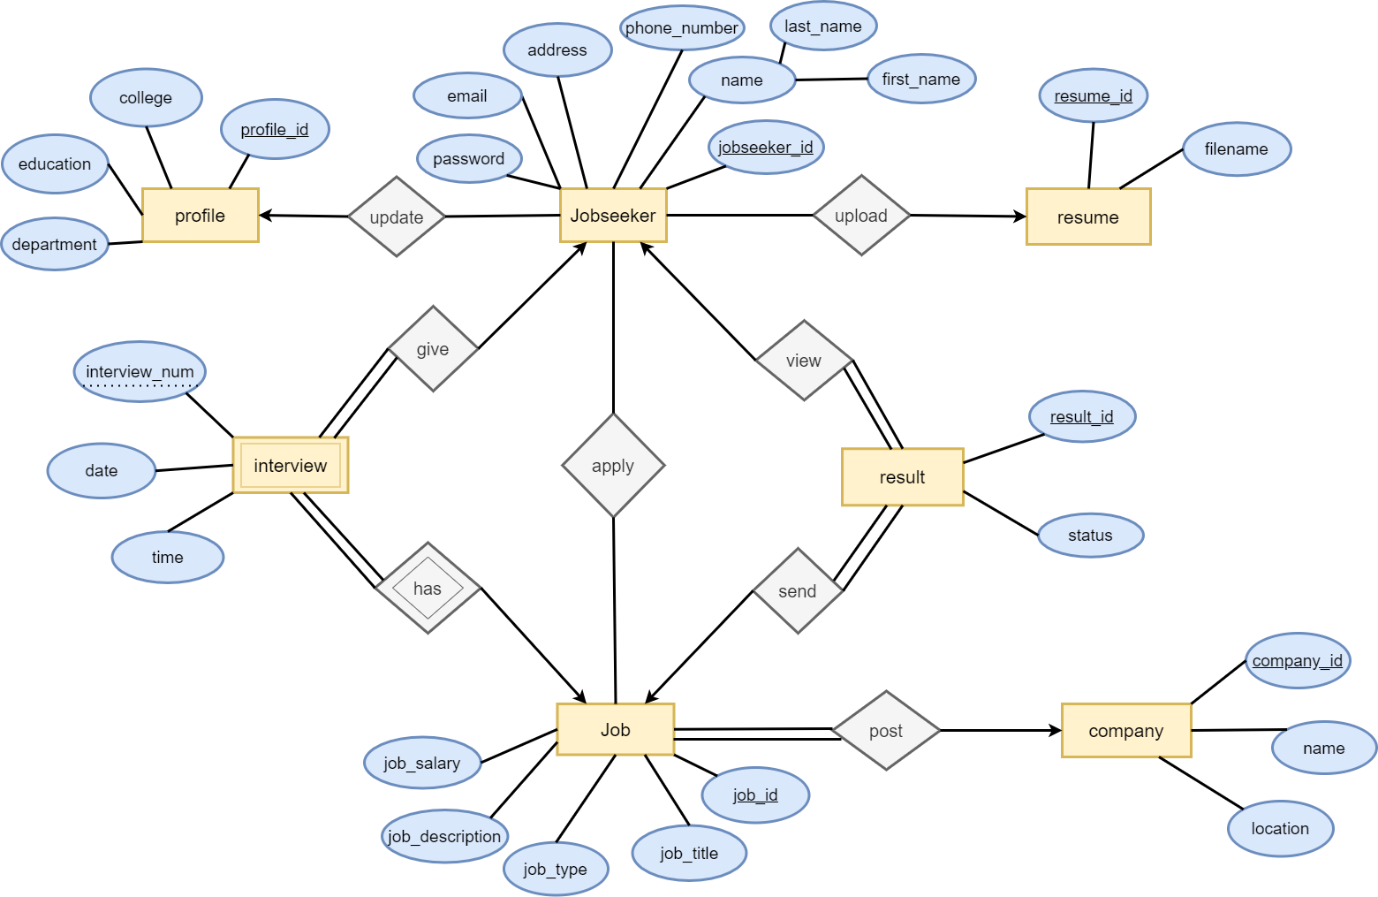 last_name
phone_number
address
name
first_name
email
college
resume_id
profile_id
jobseeker_id
filename
password
education
profile
update
Jobseeker
upload
resume
department
give
view
interview_num
result_id
interview
apply
result
date
status
time
has
send
company_id
Job
post
company
name
job_salary
job_id
location
job_description
job_title
job_type